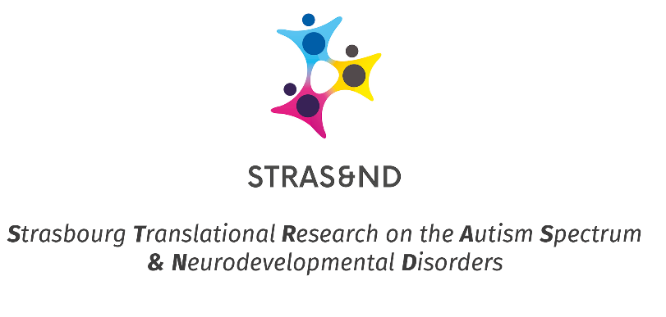 STRAS&ND
Strasbourg Translational Research on the Autism Spectrum
& Neurodevelopmental Disorders